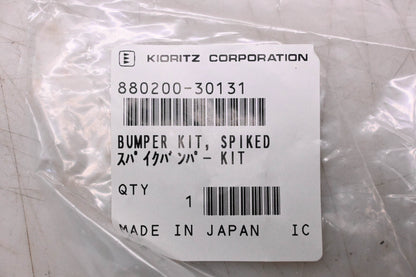 E KIORITZ CORPORATION
880200-30131
BUMPER KIT, SPIKED
ｽﾊﾟｲｸﾊﾞﾝﾊﾟｰ KIT
QTY
1
MADE IN JAPAN IC